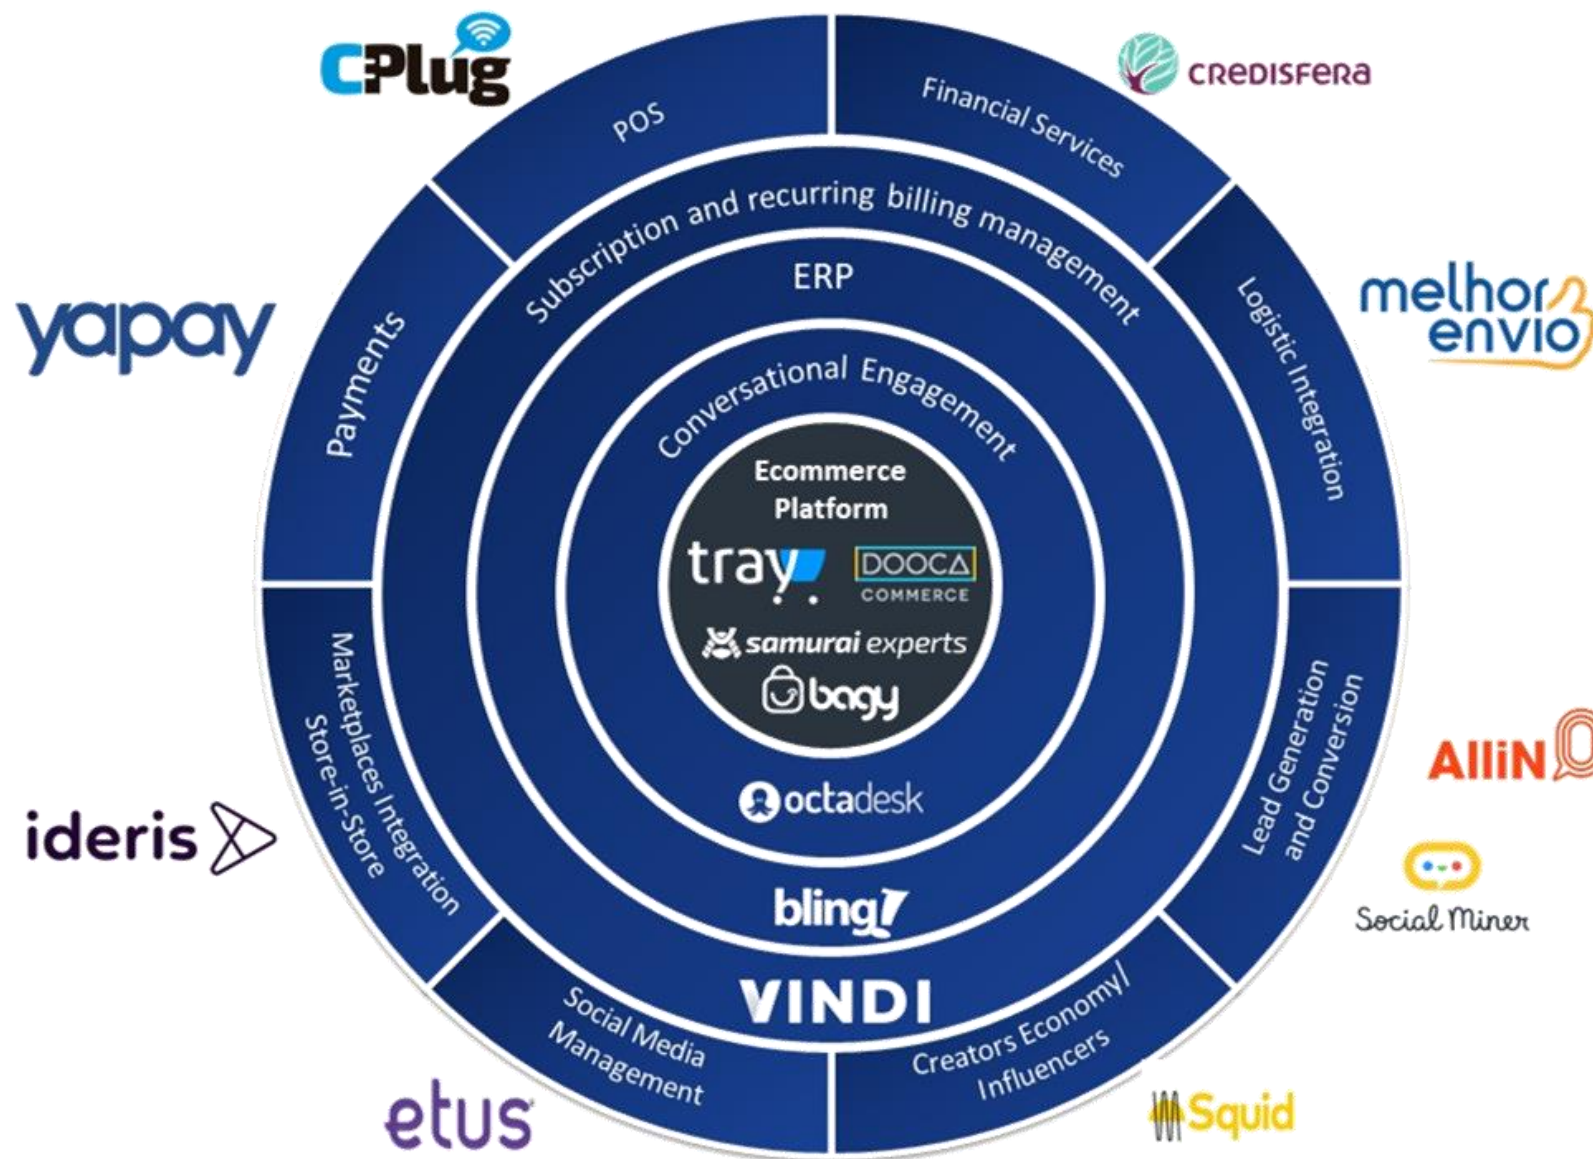 CPlug
CREDISFERA
POS
Financial Services
Subscription and recurring billing management
ERP
Logistic Integration
melhor
envio
yapay
Payments
Conversational Engagement
Ecommerce
Platform
tray
DOOCA
COMMERCE
samurai experts
bagy
Marketplaces Integration
Store-in-Store
Lead Generation
and Conversion
AlliN
octadesk
ideris
Social Miner
bling!
VINDI
Social Media
Management
Creators Economy/
Influencers
etus
Squid